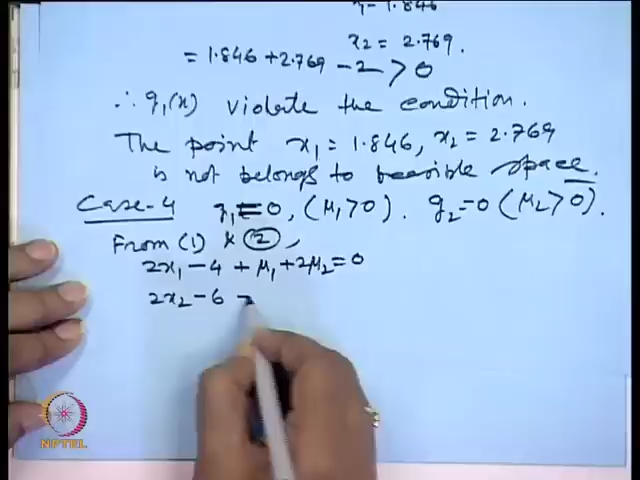 x₂ = 2.769.
= 1.846 + 2.769 - 2 > 0
∴ g₁(x) violate the condition.
The point x₁ = 1.846, x₂ = 2.769
is not belongs to feasible space.
Case-4 g₁ = 0, (μ₁ > 0). g₂ = 0 (μ₂ > 0).
From (1) & (2),
2x₁ - 4 + μ₁ + 2μ₂ = 0
2x₂ - 6
NPTEL